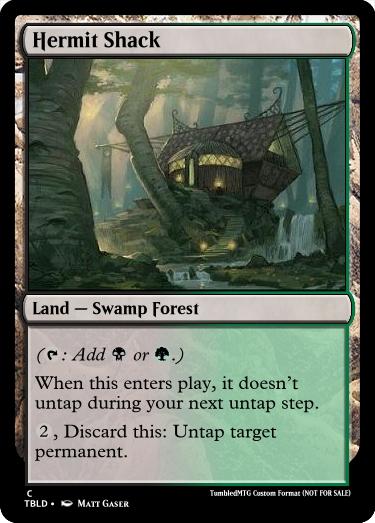 Hermit Shack
Land — Swamp Forest
(: Add or .)
When this enters play, it doesn't
untap during your next untap step.
2, Discard this: Untap target
permanent.
C
TBLD • Matt Gaser
TumbledMTG Custom Format (NOT FOR SALE)